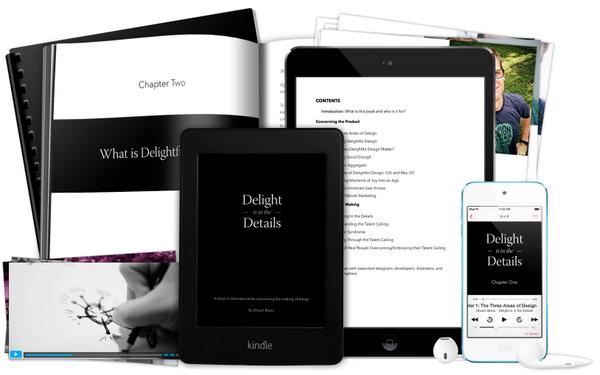 Chapter Two
What is Delightf
CONTENTS
Introduction: What is this book and who is it for?
Concerning the Product
Areas of Design
Delightful Design
Delightful Design Matter?
Good Enough
Aggregate
of Delightful Design: iOS and Mac OS
Moments of Joy Into an App
Unnamed User Knows
Mouth Marketing
Making
in the Details
anding the Talent Ceiling
Syndrome
Through the Talent Ceiling
of Real People Overcoming/Embracing their Talent Ceiling
with seasoned designers, developers, illustrators, and
Delight
is in the
Details
A book & interview series concerning the making of things.
By Shawn Blanc
kindle
Delight
is in the
Details
Chapter One
ter 1: The Three Areas of Design
Shawn Blanc
Delight is in the Details